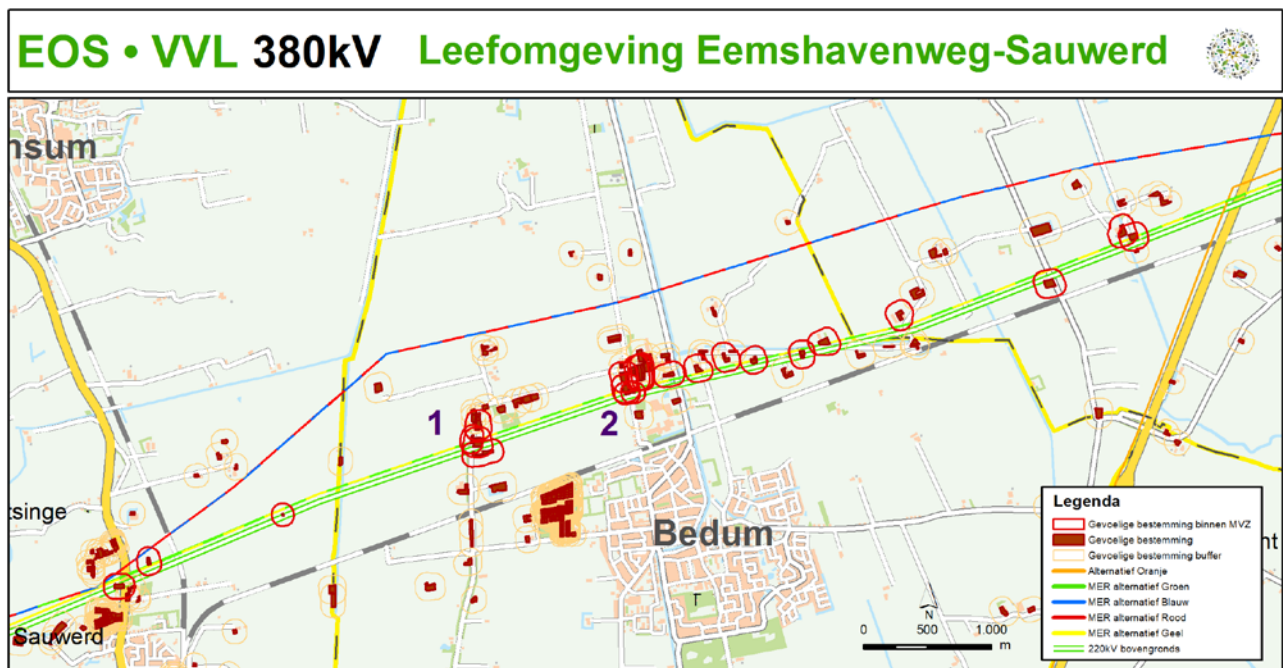 EOS • VVL 380kV Leefomgeving Eemshavenweg-Sauwerd
nsum
1
2
tsinge
Bedum
Sauwerd
ht
N
0 500 1.000
m
Legenda
Gevoelige bestemming binnen MVZ
Gevoelige bestemming
Gevoelige bestemming buffer
Alternatief Oranje
MER alternatief Groen
MER alternatief Blauw
MER alternatief Rood
MER alternatief Geel
220kV bovengronds